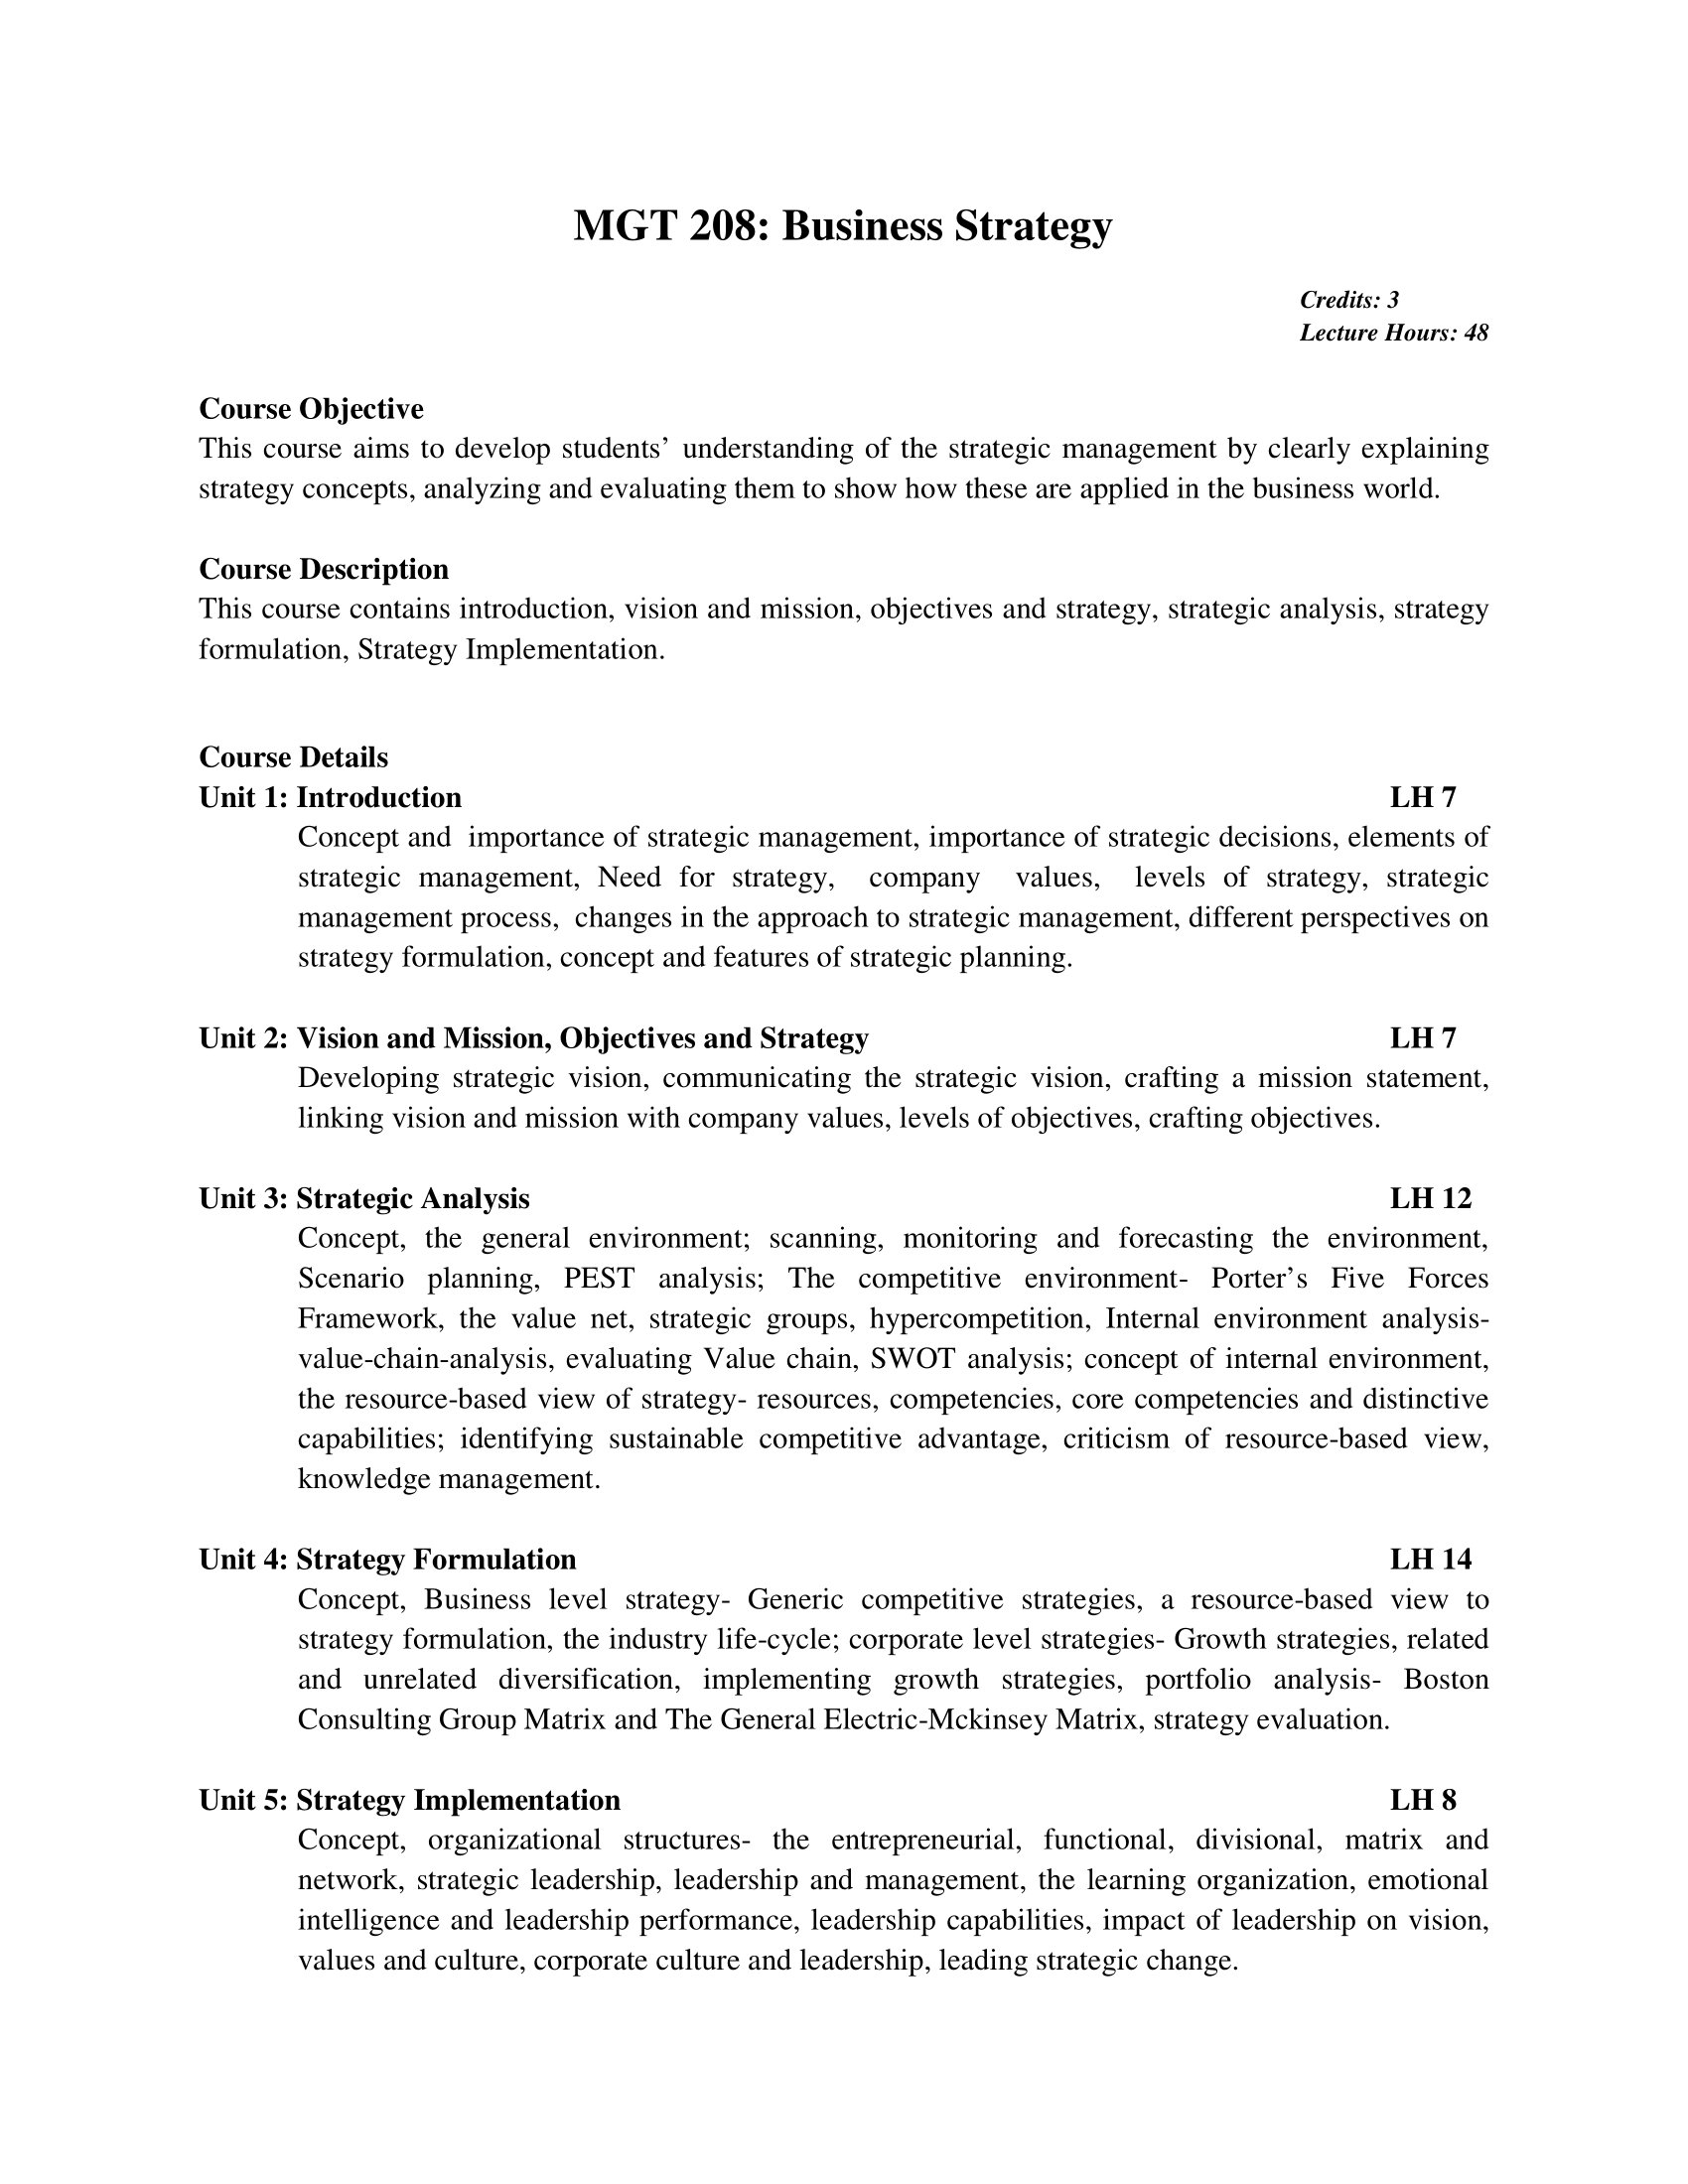 MGT 208: Business Strategy
Credits: 3
Lecture Hours: 48
Course Objective
This course aims to develop students’ understanding of the strategic management by clearly explaining
strategy concepts, analyzing and evaluating them to show how these are applied in the business world.
Course Description
This course contains introduction, vision and mission, objectives and strategy, strategic analysis, strategy
formulation, Strategy Implementation.
Course Details
Unit 1: Introduction LH 7
Concept and importance of strategic management, importance of strategic decisions, elements of
strategic management, Need for strategy, company values, levels of strategy, strategic
management process, changes in the approach to strategic management, different perspectives on
strategy formulation, concept and features of strategic planning.
Unit 2: Vision and Mission, Objectives and Strategy LH 7
Developing strategic vision, communicating the strategic vision, crafting a mission statement,
linking vision and mission with company values, levels of objectives, crafting objectives.
Unit 3: Strategic Analysis LH 12
Concept, the general environment; scanning, monitoring and forecasting the environment,
Scenario planning, PEST analysis; The competitive environment- Porter’s Five Forces
Framework, the value net, strategic groups, hypercompetition, Internal environment analysis-
value-chain-analysis, evaluating Value chain, SWOT analysis; concept of internal environment,
the resource-based view of strategy- resources, competencies, core competencies and distinctive
capabilities; identifying sustainable competitive advantage, criticism of resource-based view,
knowledge management.
Unit 4: Strategy Formulation LH 14
Concept, Business level strategy- Generic competitive strategies, a resource-based view to
strategy formulation, the industry life-cycle; corporate level strategies- Growth strategies, related
and unrelated diversification, implementing growth strategies, portfolio analysis- Boston
Consulting Group Matrix and The General Electric-Mckinsey Matrix, strategy evaluation.
Unit 5: Strategy Implementation LH 8
Concept, organizational structures- the entrepreneurial, functional, divisional, matrix and
network, strategic leadership, leadership and management, the learning organization, emotional
intelligence and leadership performance, leadership capabilities, impact of leadership on vision,
values and culture, corporate culture and leadership, leading strategic change.